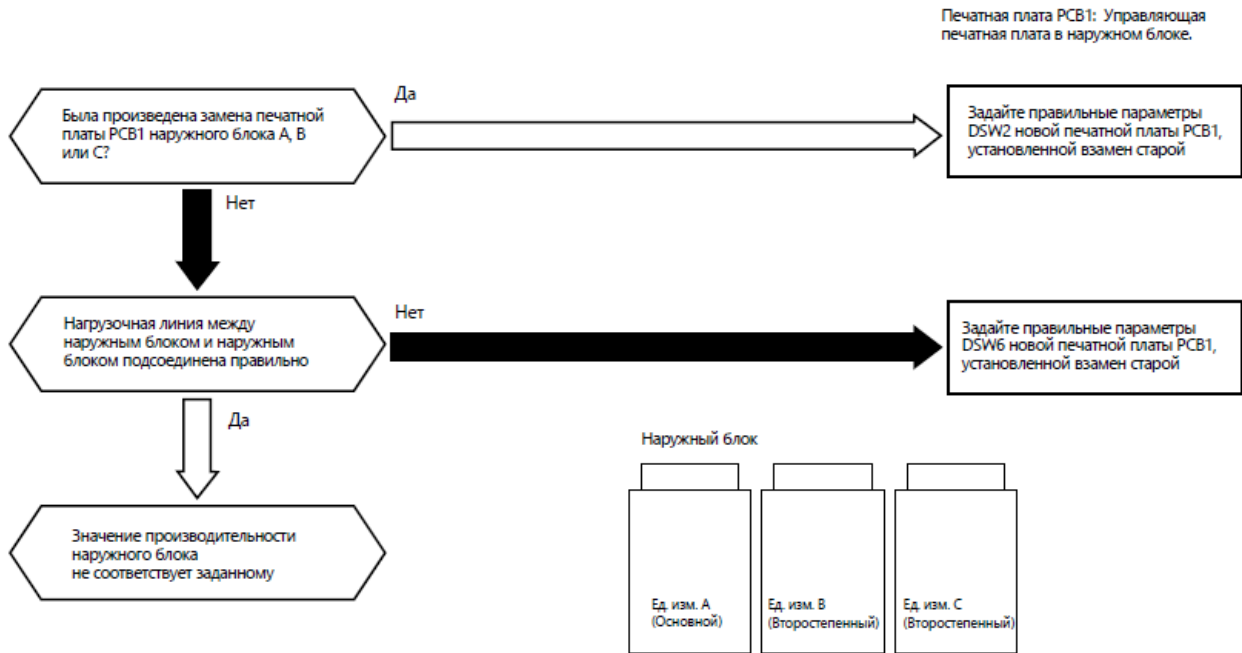 Печатная плата PCB1: Управляющая
печатная плата в наружном блоке.
Была произведена замена печатной
платы PCB1 наружного блока A, B
или C?
Да
Задайте правильные параметры
DSW2 новой печатной платы PCB1,
установленной взамен старой
Нет
Нагрузочная линия между
наружным блоком и наружным
блоком подсоединена правильно
Нет
Задайте правильные параметры
DSW6 новой печатной платы PCB1,
установленной взамен старой
Да
Наружный блок
Значение производительности
наружного блока
не соответствует заданному
Ед. изм. A
(Основной)
Ед. изм. B
(Второстепенный)
Ед. изм. C
(Второстепенный)